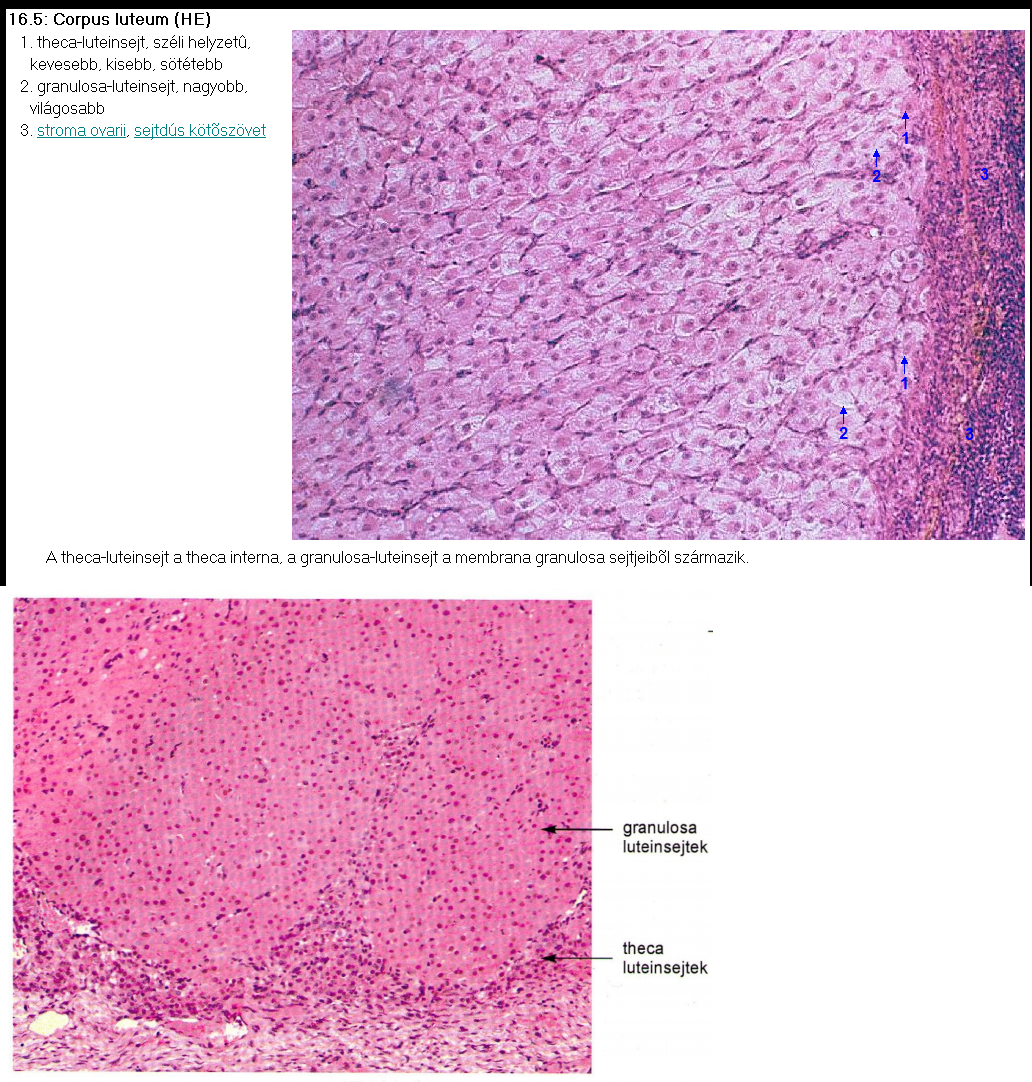 16.5: Corpus luteum (HE)
1. theca-luteinsejt, széli helyzetû,
kevesebb, kisebb, sötétebb
2. granulosa-luteinsejt, nagyobb,
világosabb
3. stroma ovarii, sejtdús kötõszövet
1
2
3
1
2
3
A theca-luteinsejt a theca interna, a granulosa-luteinsejt a membrana granulosa sejtjeibõl származik.
granulosa
luteinsejtek
theca
luteinsejtek